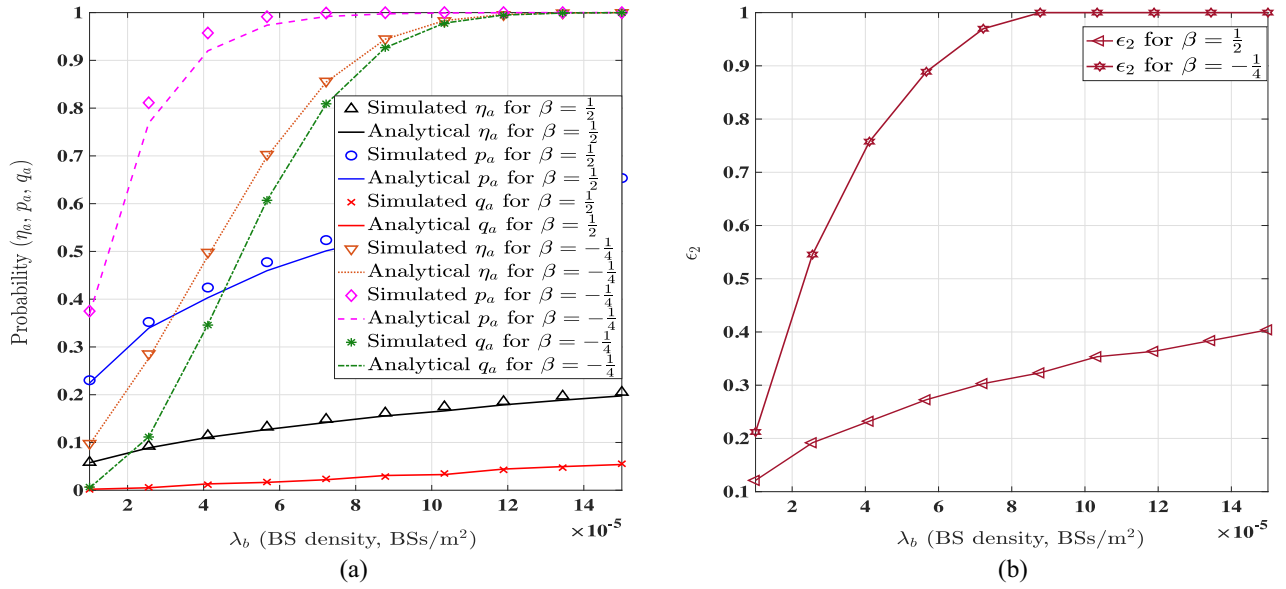 1
0.9
0.8
0.7
0.6
0.5
0.4
0.3
0.2
0.1
0
Probability (ηₐ, pₐ, qₐ)
Simulated ηₐ for β = 1/2
Analytical ηₐ for β = 1/2
Simulated pₐ for β = 1/2
Analytical pₐ for β = 1/2
Simulated qₐ for β = 1/2
Analytical qₐ for β = 1/2
Simulated ηₐ for β = −1/4
Analytical ηₐ for β = −1/4
Simulated pₐ for β = −1/4
Analytical pₐ for β = −1/4
Simulated qₐ for β = −1/4
Analytical qₐ for β = −1/4
2 4 6 8 10 12 14
×10⁻⁵
λ_b (BS density, BSs/m²)
(a)
1
0.9
0.8
0.7
0.6
0.5
0.4
0.3
0.2
0.1
ϵ₂
ϵ₂ for β = 1/2
ϵ₂ for β = −1/4
2 4 6 8 10 12 14
×10⁻⁵
λ_b (BS density, BSs/m²)
(b)